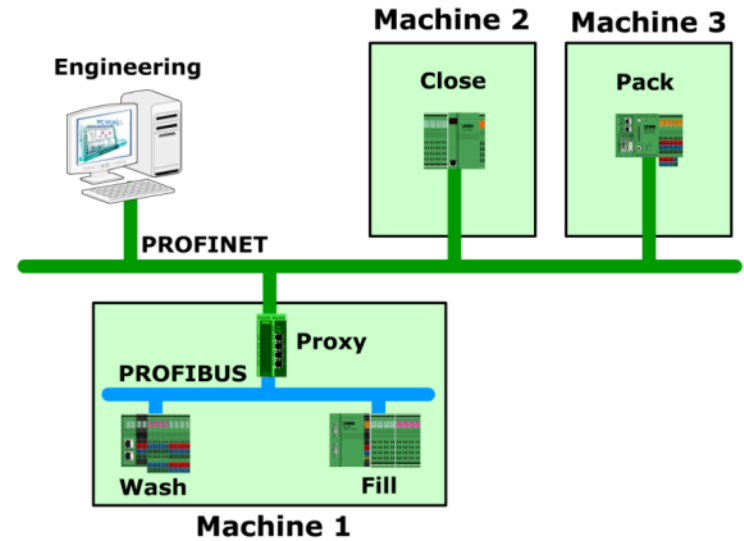 Machine 2
Machine 3
Engineering
Close
Pack
PROFINET
Proxy
PROFIBUS
Wash
Fill
Machine 1